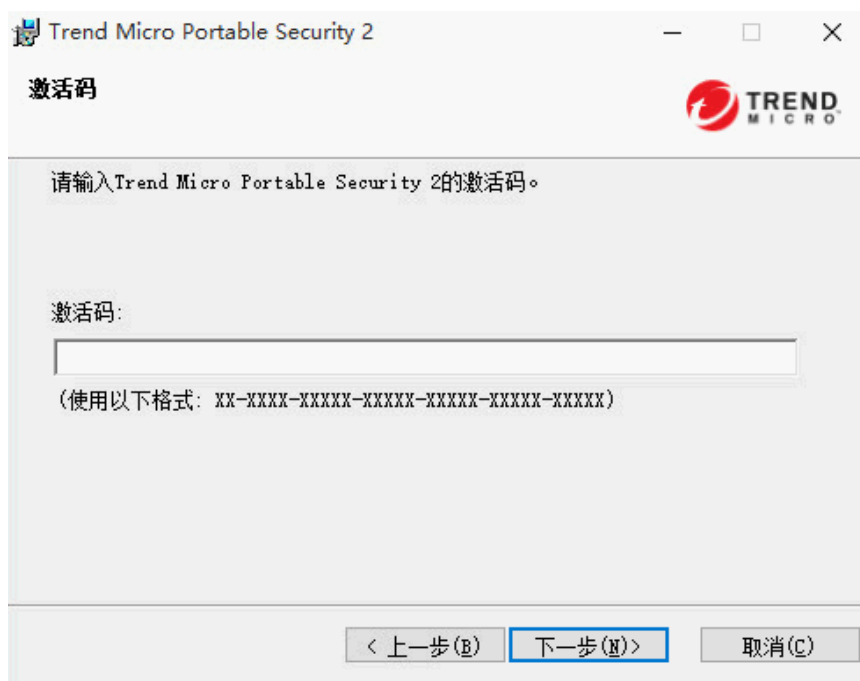 Trend Micro Portable Security 2
激活码
TREND
MICRO
请输入Trend Micro Portable Security 2的激活码。
激活码:
(使用以下格式: XX-XXXX-XXXXX-XXXXX-XXXXX-XXXXX-XXXXX)
< 上一步(B) 下一步(N)> 取消(C)